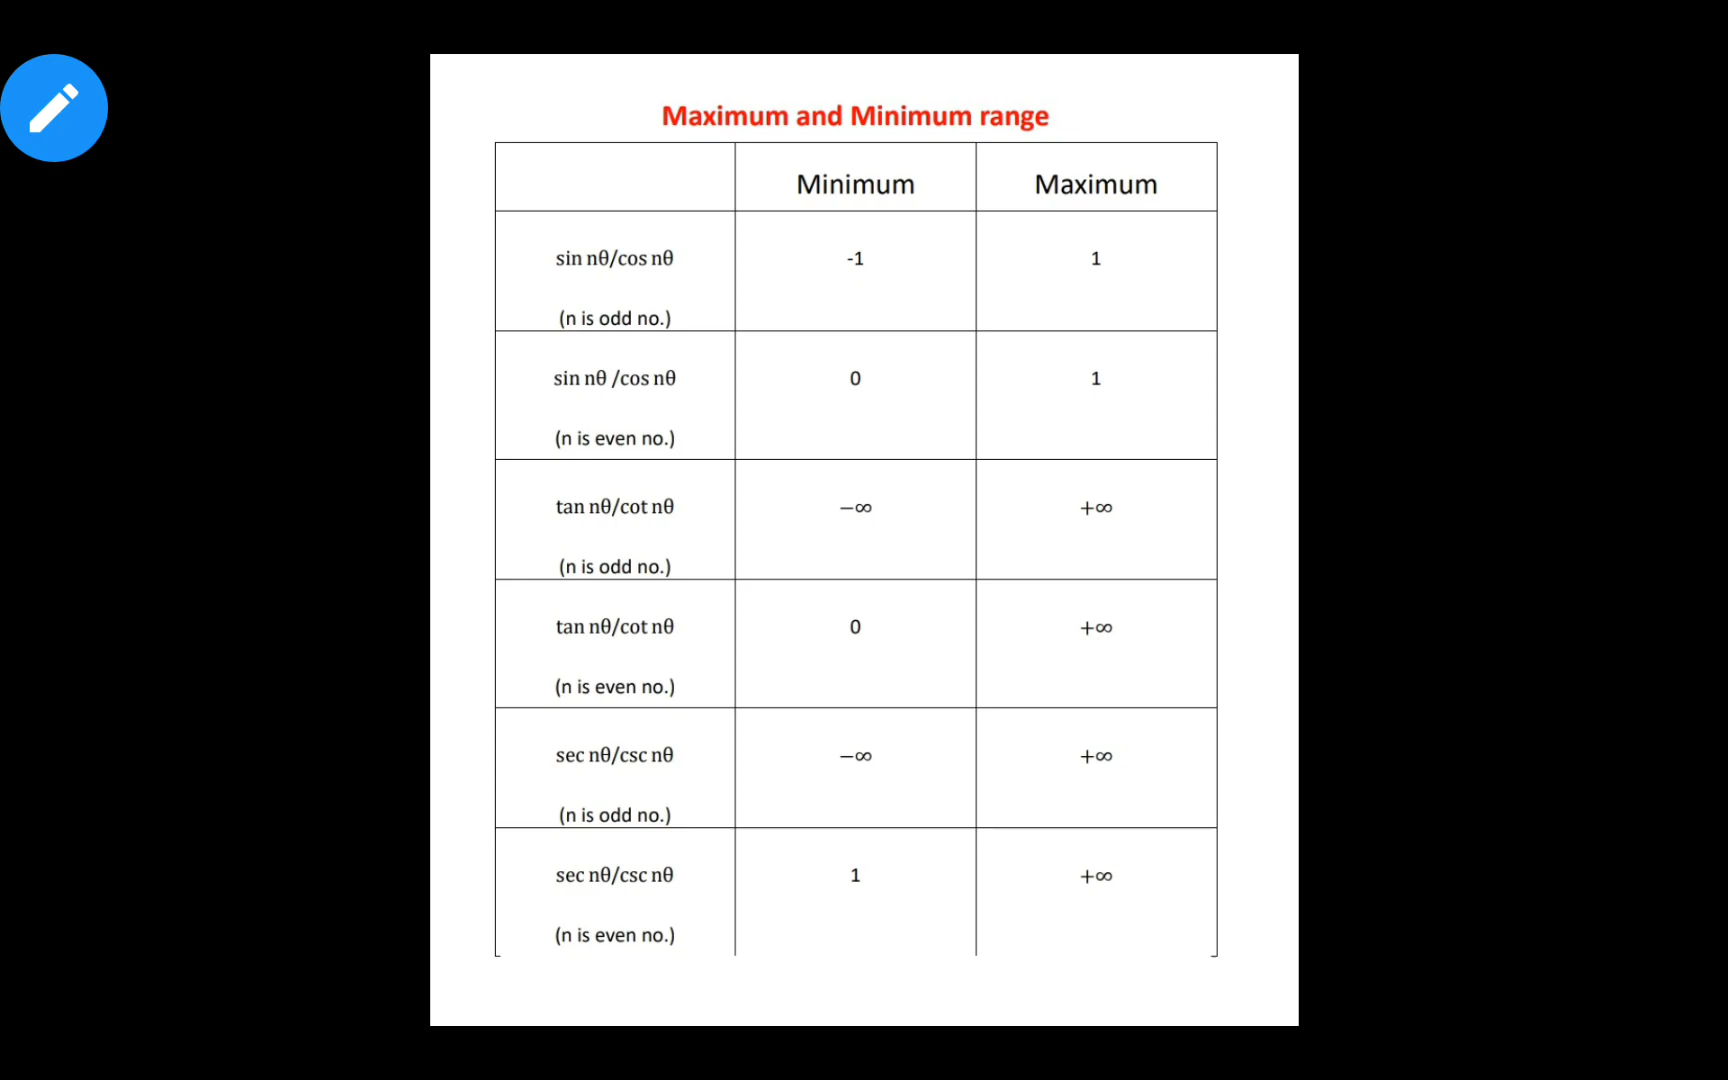 Maximum and Minimum range
Minimum Maximum
sin nθ/cos nθ -1 1
(n is odd no.)
sin nθ /cos nθ 0 1
(n is even no.)
tan nθ/cot nθ −∞ +∞
(n is odd no.)
tan nθ/cot nθ 0 +∞
(n is even no.)
sec nθ/csc nθ −∞ +∞
(n is odd no.)
sec nθ/csc nθ 1 +∞
(n is even no.)